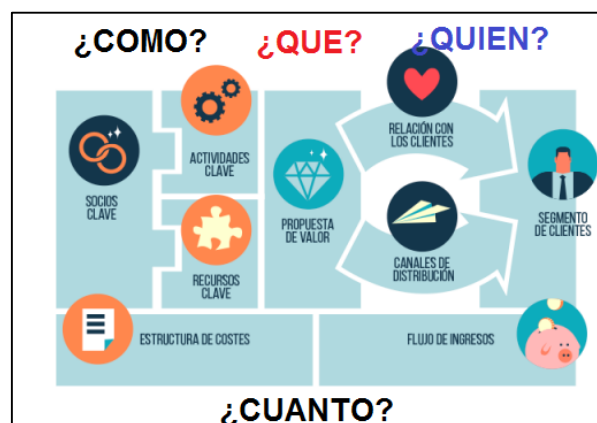 ¿COMO?
¿QUE?
¿QUIEN?
SOCIOS
CLAVE
ACTIVIDADES
CLAVE
RECURSOS
CLAVE
PROPUESTA
DE VALOR
RELACIÓN CON
LOS CLIENTES
CANALES DE
DISTRIBUCIÓN
SEGMENTO
DE CLIENTES
ESTRUCTURA DE COSTES
FLUJO DE INGRESOS
¿CUANTO?